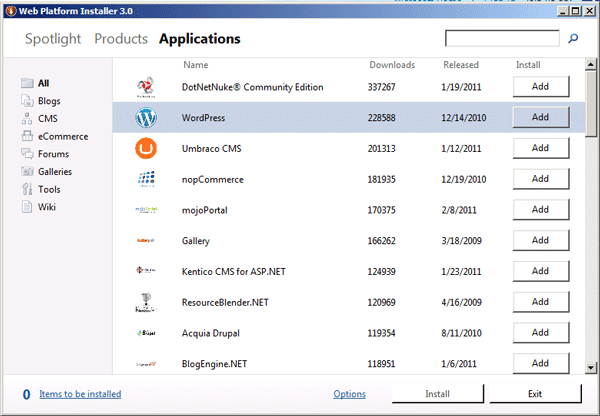 Web Platform Installer 3.0
Spotlight Products Applications
Name Downloads Released Install
All
Blogs
CMS
eCommerce
Forums
Galleries
Tools
Wiki
DotNetNuke® Community Edition 337267 1/19/2011 Add
WordPress 228588 12/14/2010 Add
Umbraco CMS 201313 1/12/2011 Add
nopCommerce 181935 12/19/2010 Add
mojoPortal 170375 2/8/2011 Add
Gallery 166262 3/18/2009 Add
Kentico CMS for ASP.NET 124939 1/23/2011 Add
ResourceBlender.NET 120969 4/16/2009 Add
Acquia Drupal 119354 8/11/2010 Add
BlogEngine.NET 118951 1/6/2011 Add
0 Items to be installed Options Install Exit